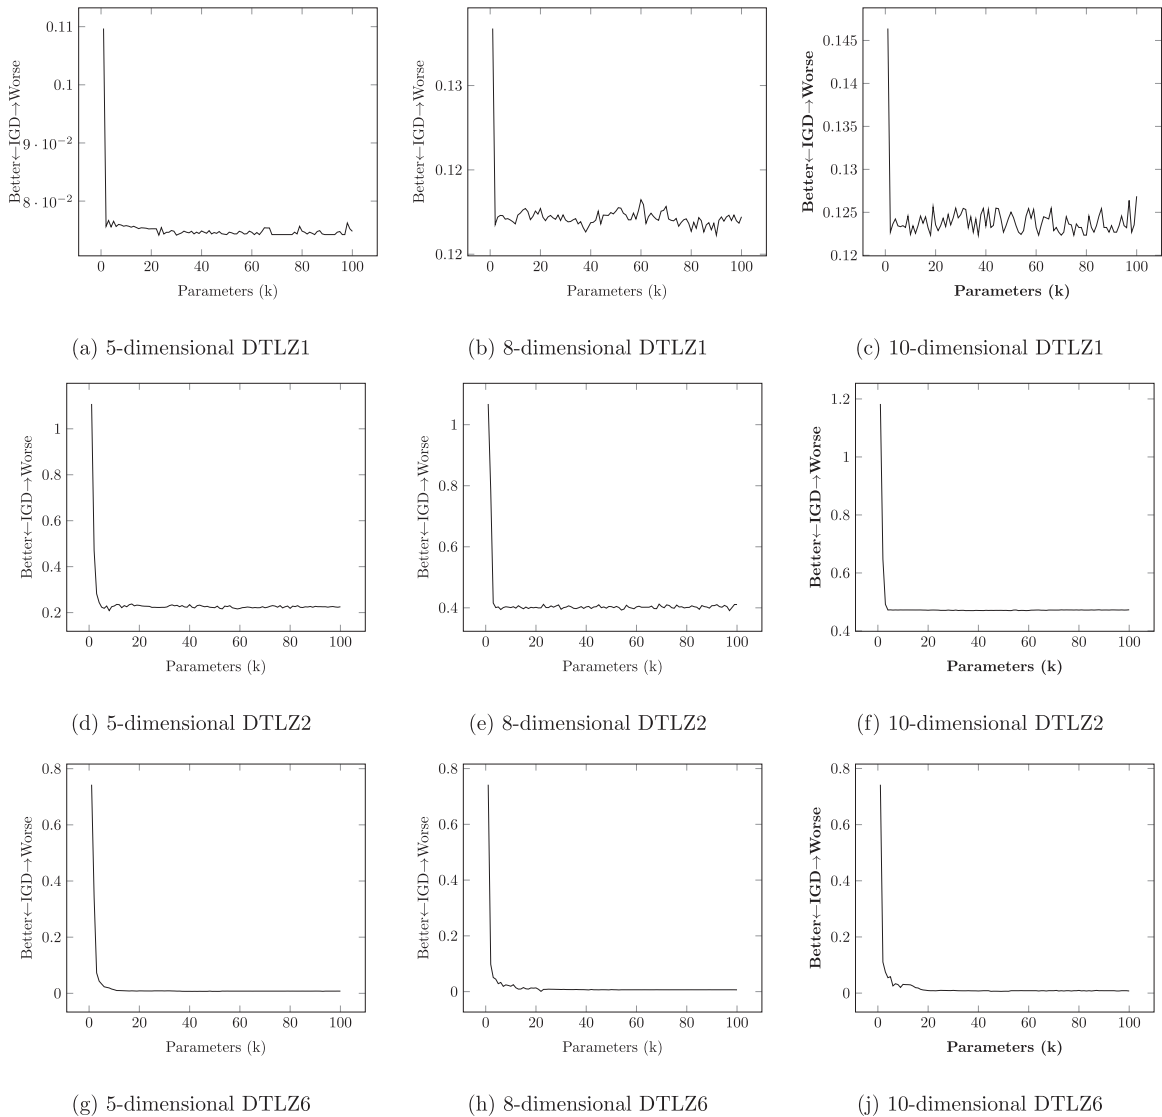 0.11
0.1
9 · 10⁻²
8 · 10⁻²
0 20 40 60 80 100
Parameters (k)
Better←IGD→Worse
(a) 5-dimensional DTLZ1
0.13
0.12
0.12
0 20 40 60 80 100
Parameters (k)
Better←IGD→Worse
(b) 8-dimensional DTLZ1
0.145
0.14
0.135
0.13
0.125
0.12
0 20 40 60 80 100
Parameters (k)
Better←IGD→Worse
(c) 10-dimensional DTLZ1
1
0.8
0.6
0.4
0.2
0 20 40 60 80 100
Parameters (k)
Better←IGD→Worse
(d) 5-dimensional DTLZ2
1
0.8
0.6
0.4
0 20 40 60 80 100
Parameters (k)
Better←IGD→Worse
(e) 8-dimensional DTLZ2
1.2
1
0.8
0.6
0.4
0 20 40 60 80 100
Parameters (k)
Better←IGD→Worse
(f) 10-dimensional DTLZ2
0.8
0.6
0.4
0.2
0
0 20 40 60 80 100
Parameters (k)
Better←IGD→Worse
(g) 5-dimensional DTLZ6
0.8
0.6
0.4
0.2
0
0 20 40 60 80 100
Parameters (k)
Better←IGD→Worse
(h) 8-dimensional DTLZ6
0.8
0.6
0.4
0.2
0
0 20 40 60 80 100
Parameters (k)
Better←IGD→Worse
(j) 10-dimensional DTLZ6